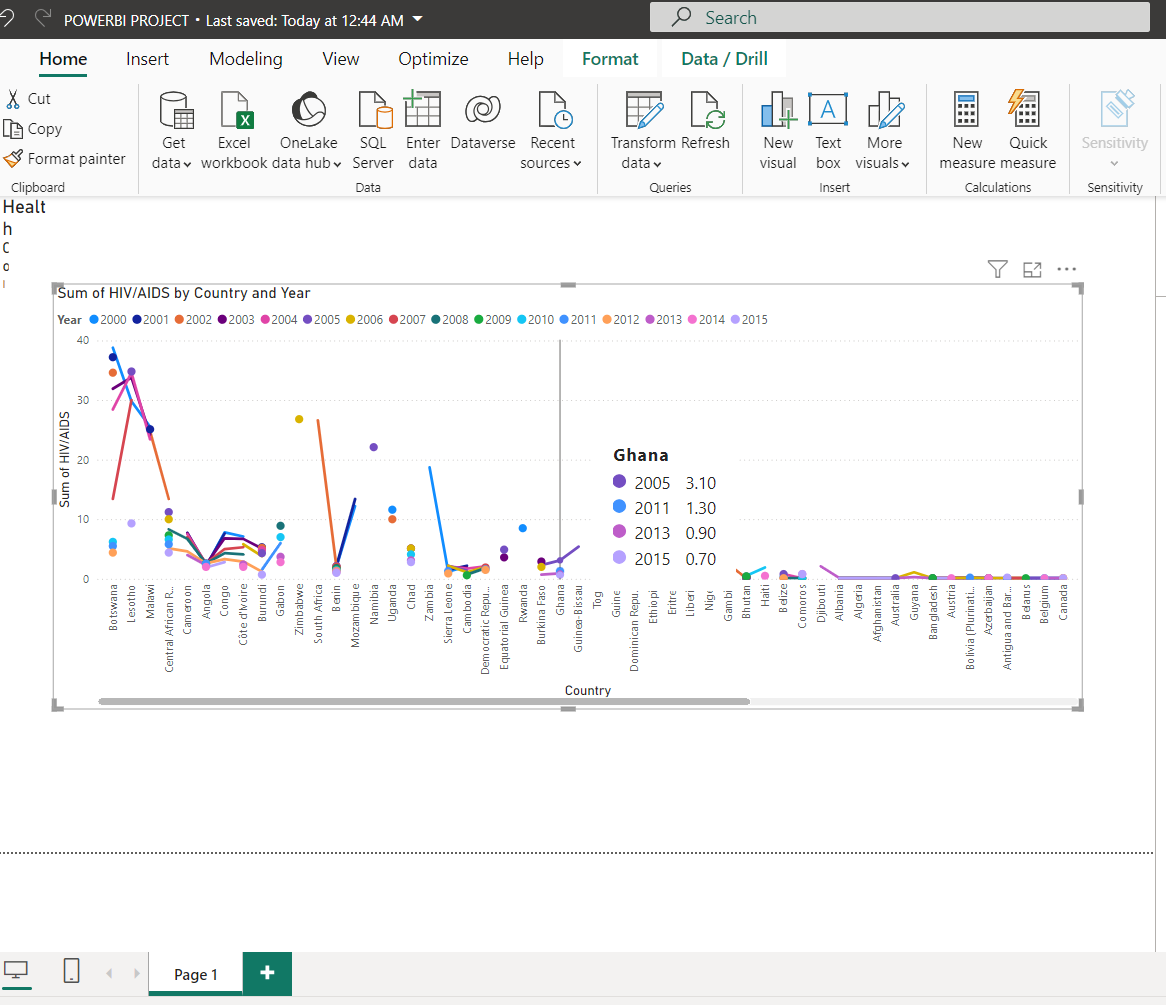 POWERBI PROJECT • Last saved: Today at 12:44 AM
Search
Home Insert Modeling View Optimize Help Format Data / Drill
Cut
Copy
Format painter
Clipboard
Get data
Excel workbook
OneLake data hub
SQL Server
Enter data
Dataverse
Recent sources
Data
Transform data
Refresh
Queries
New visual
Text box
More visuals
Insert
New measure
Quick measure
Calculations
Sensitivity
Sensitivity
Healt
h
C
o
Sum of HIV/AIDS by Country and Year
Year 2000 2001 2002 2003 2004 2005 2006 2007 2008 2009 2010 2011 2012 2013 2014 2015
40
30
20
10
0
Sum of HIV/AIDS
Ghana
2005 3.10
2011 1.30
2013 0.90
2015 0.70
Botswana
Lesotho
Malawi
Central African R...
Cameroon
Angola
Congo
Côte d'Ivoire
Burundi
Gabon
Zimbabwe
South Africa
Benin
Mozambique
Namibia
Uganda
Chad
Zambia
Sierra Leone
Cambodia
Democratic Repu...
Equatorial Guinea
Rwanda
Burkina Faso
Ghana
Guinea-Bissau
Tog
Guine
Dominican Repu.
Ethiopi
Eritre
Liberi
Nige
Gambi
Bhutan
Haiti
Belize
Comoros
Djibouti
Albania
Algeria
Afghanistan
Australia
Guyana
Bangladesh
Austria
Bolivia (Plurinati...
Azerbaijan
Antigua and Bar...
Belarus
Belgium
Canada
Country
Page 1